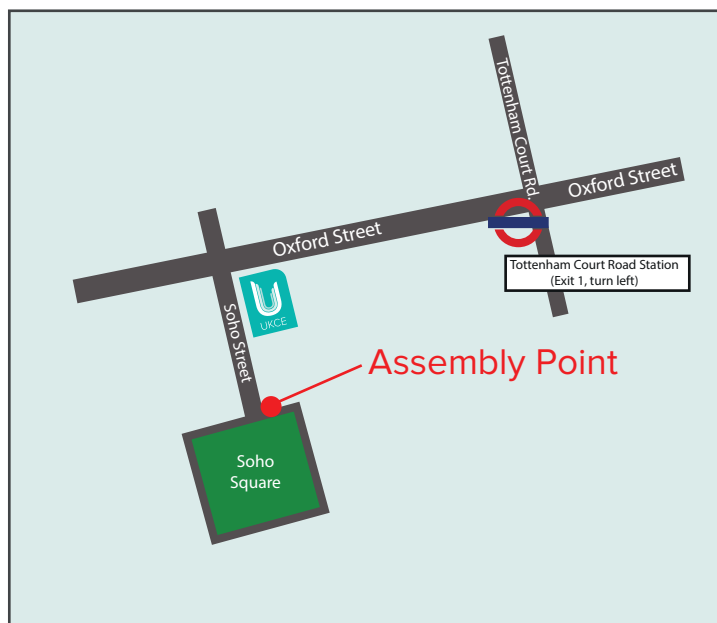 Tottenham Court Rd.
Oxford Street
Oxford Street
Tottenham Court Road Station
(Exit 1, turn left)
UKCE
Soho Street
Assembly Point
Soho
Square